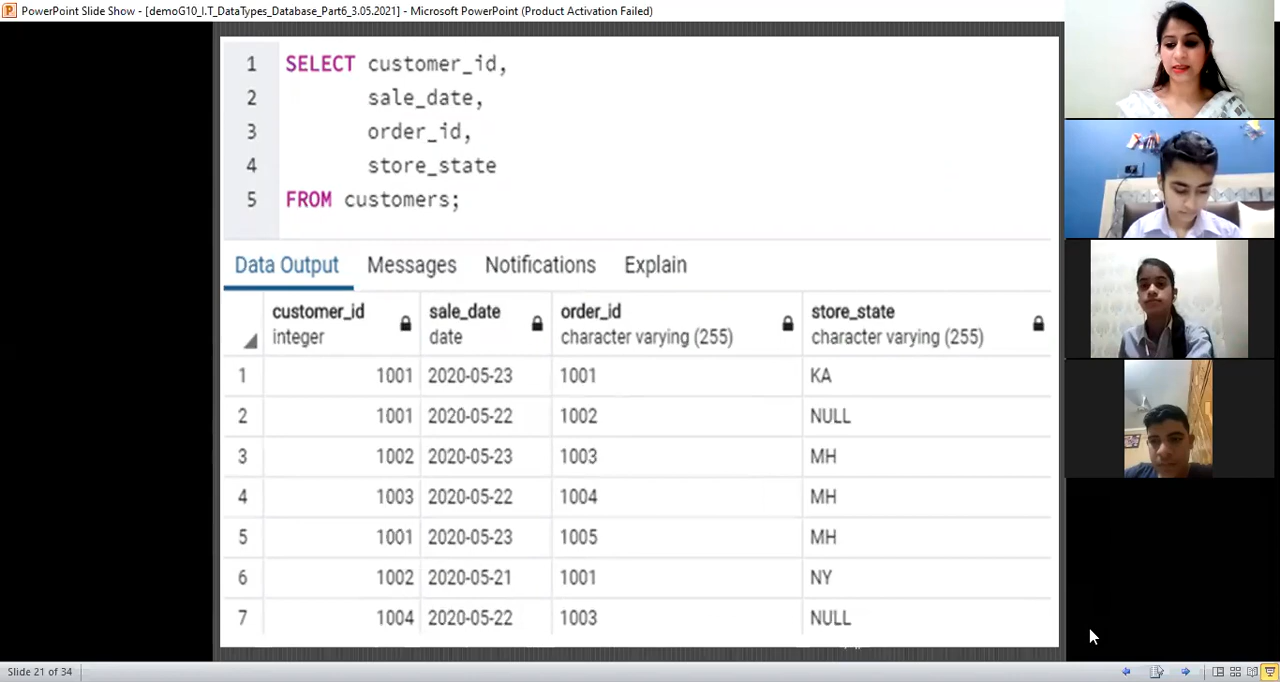 PowerPoint Slide Show - [demoG10_I.T_DataTypes_Database_Part6_3.05.2021] - Microsoft PowerPoint (Product Activation Failed)
1 SELECT customer_id,
2 sale_date,
3 order_id,
4 store_state
5 FROM customers;
Data Output Messages Notifications Explain
customer_id sale_date order_id store_state
integer date character varying (255) character varying (255)
1 1001 2020-05-23 1001 KA
2 1001 2020-05-22 1002 NULL
3 1002 2020-05-23 1003 MH
4 1003 2020-05-22 1004 MH
5 1001 2020-05-23 1005 MH
6 1002 2020-05-21 1001 NY
7 1004 2020-05-22 1003 NULL
Slide 21 of 34